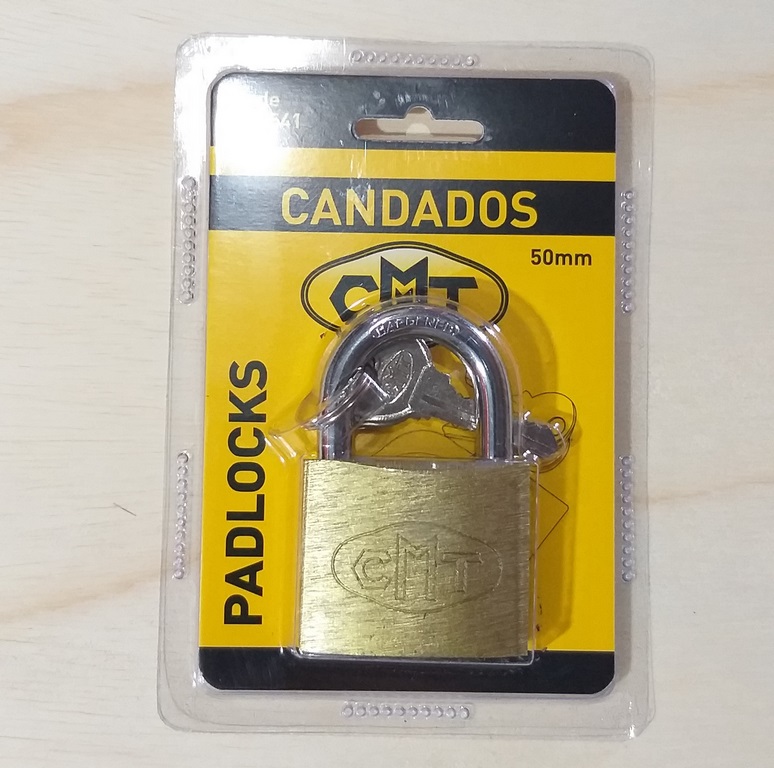 CANDADOS
50mm
CMT
HARDENED
PADLOCKS
CMT